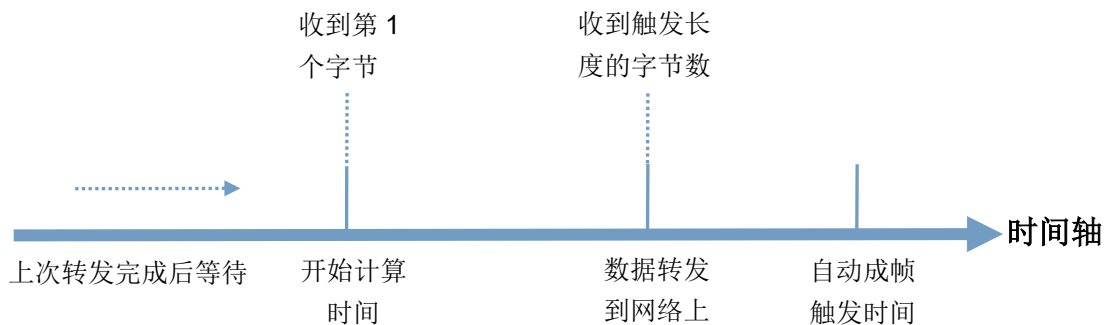 收到第 1
个字节
收到触发长
度的字节数
时间轴
上次转发完成后等待
开始计算
时间
数据转发
到网络上
自动成帧
触发时间